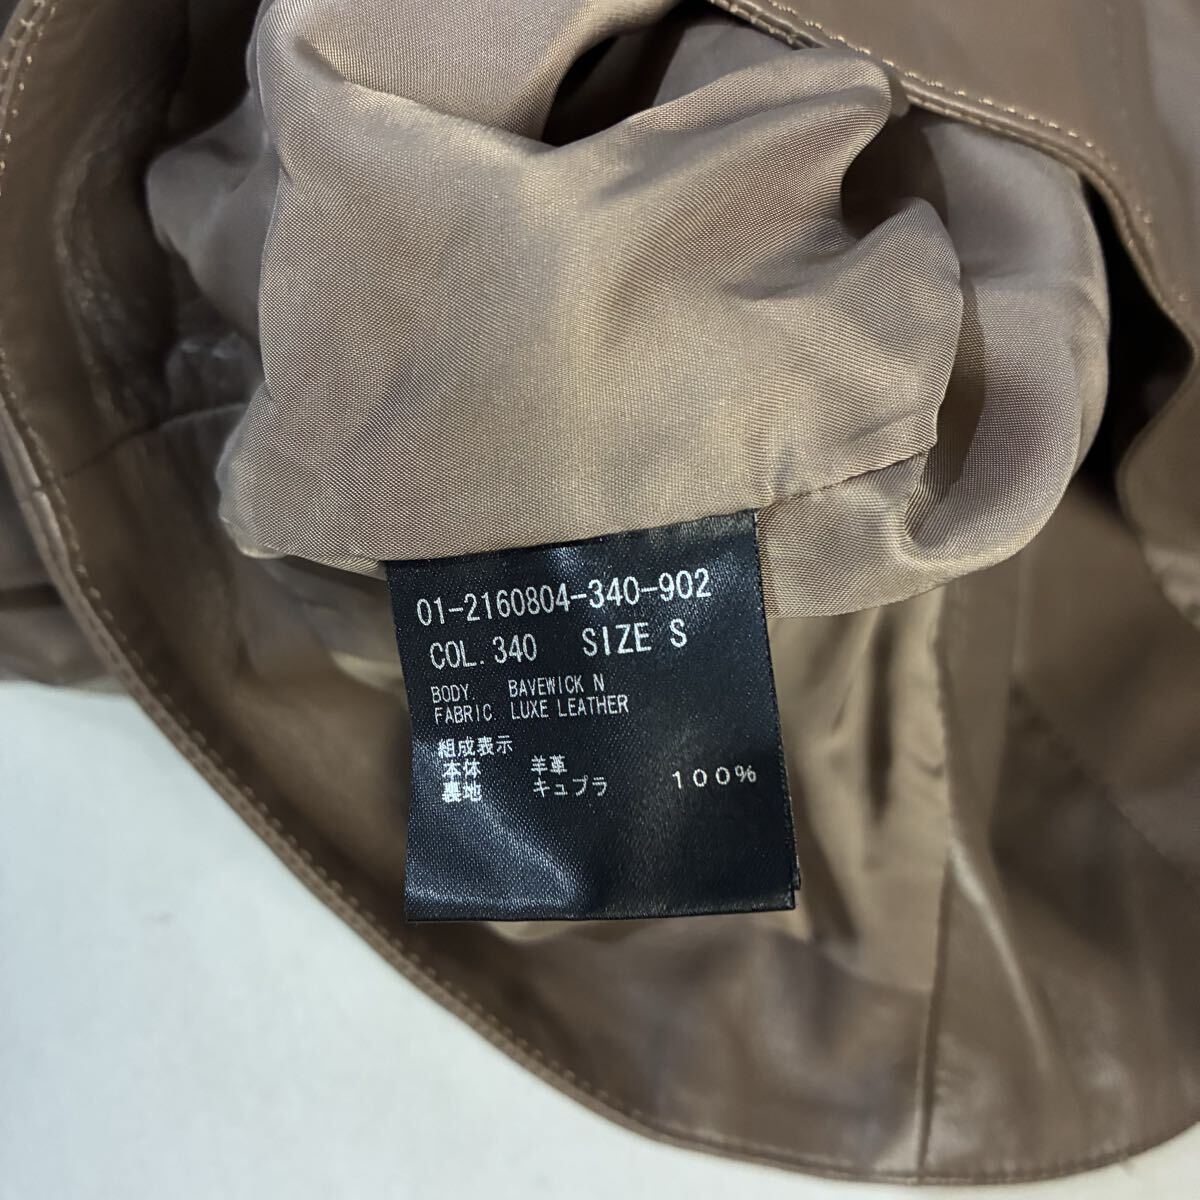 01-2160804-340-902
COL. 340 SIZE S
BODY BAVEWICK N
FABRIC LUXE LEATHER
組成表示
本体 羊革
裏地 キュプラ 100%